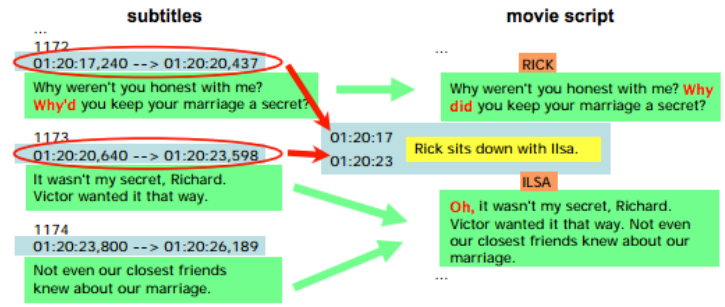 subtitles
...
1172
01:20:17,240 --> 01:20:20,437
Why weren't you honest with me?
Why'd you keep your marriage a secret?
1173
01:20:20,640 --> 01:20:23,598
It wasn't my secret, Richard.
Victor wanted it that way.
1174
01:20:23,800 --> 01:20:26,189
Not even our closest friends
knew about our marriage.
...
movie script
...
RICK
Why weren't you honest with me? Why
did you keep your marriage a secret?
01:20:17
01:20:23
Rick sits down with Ilsa.
ILSA
Oh, it wasn't my secret, Richard.
Victor wanted it that way. Not even
our closest friends knew about our
marriage.
...